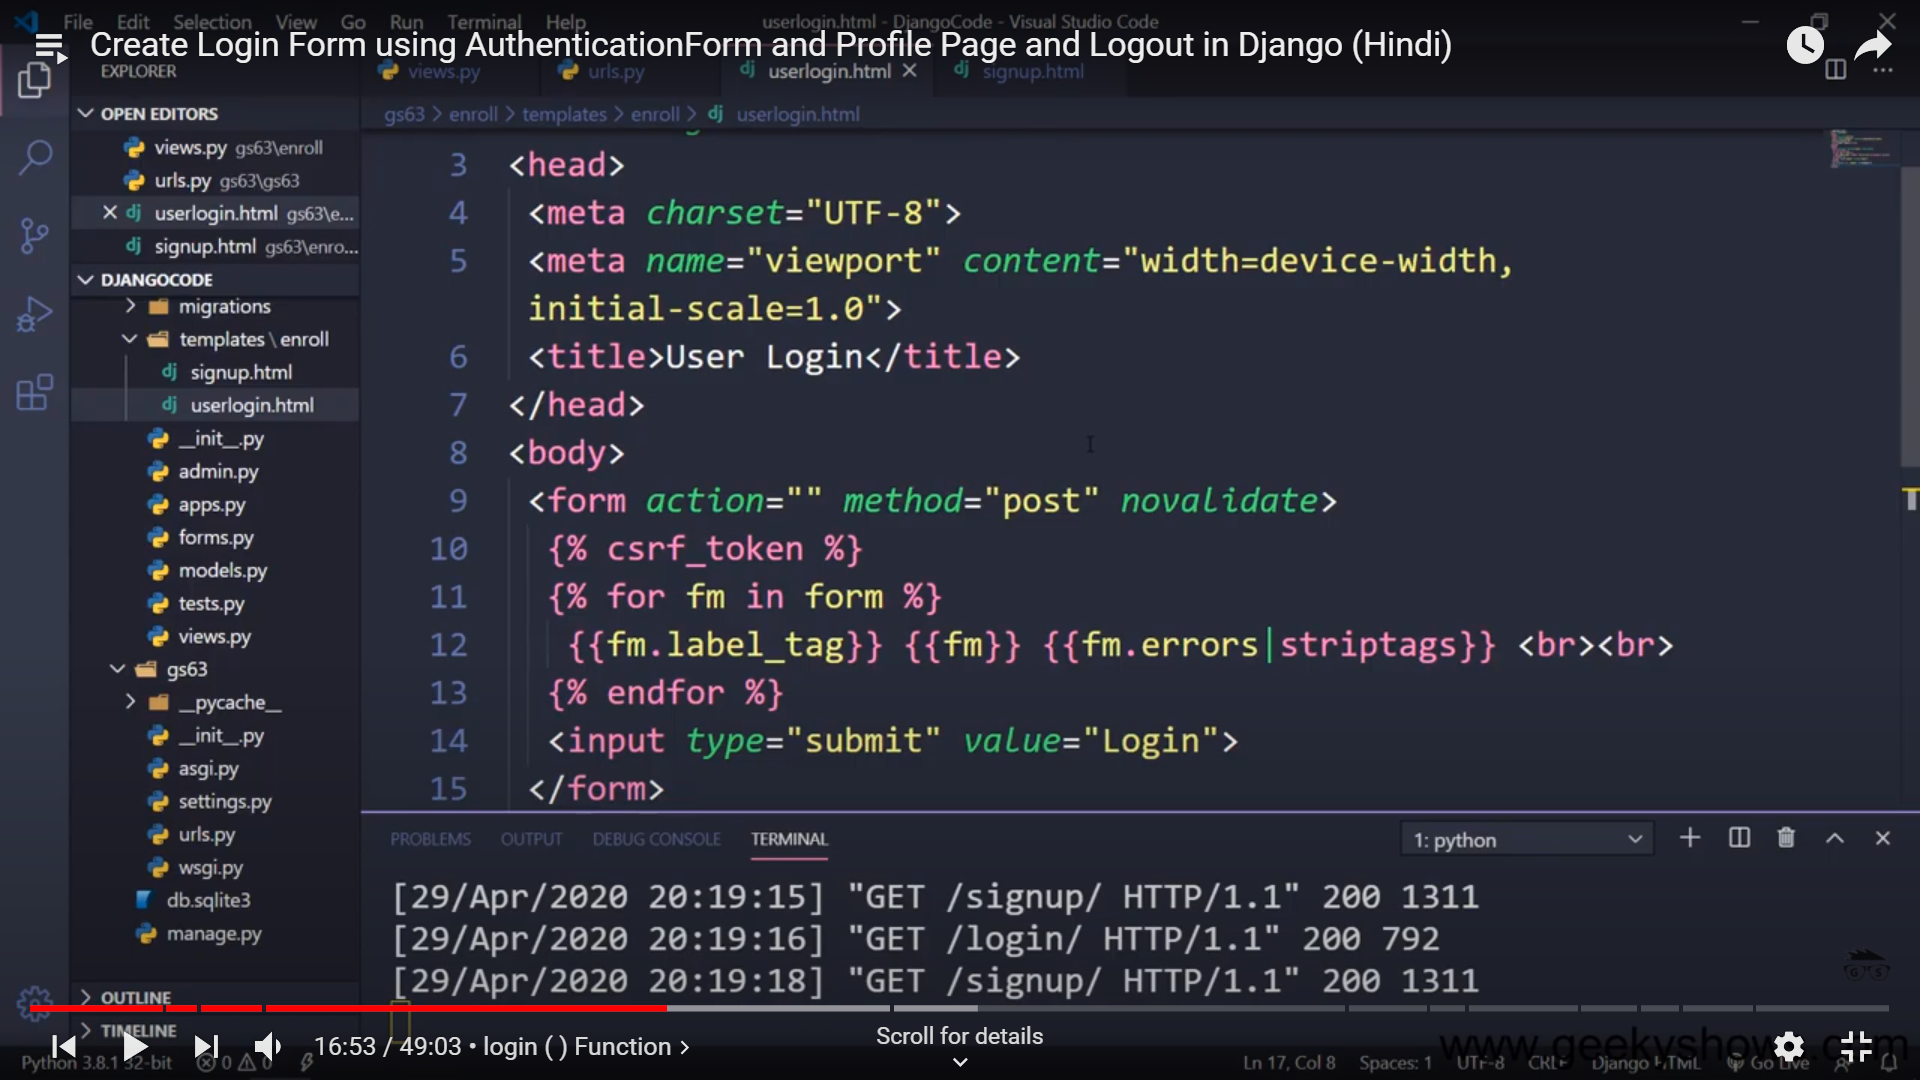 File Edit Selection View Go Run Terminal Help
userlogin.html - DjangoCode - Visual Studio Code
Create Login Form using AuthenticationForm and Profile Page and Logout in Django (Hindi)
EXPLORER
views.py urls.py userlogin.html signup.html
OPEN EDITORS
gs63 > enroll > templates > enroll > userlogin.html
views.py gs63\enroll
urls.py gs63\gs63
userlogin.html gs63\e...
signup.html gs63\enro...
DJANGOCODE
migrations
templates \ enroll
signup.html
userlogin.html
__init__.py
admin.py
apps.py
forms.py
models.py
tests.py
views.py
gs63
__pycache__
__init__.py
asgi.py
settings.py
urls.py
wsgi.py
db.sqlite3
manage.py
OUTLINE
TIMELINE
3 <head>
4 <meta charset="UTF-8">
5 <meta name="viewport" content="width=device-width,
initial-scale=1.0">
6 <title>User Login</title>
7 </head>
8 <body>
9 <form action="" method="post" novalidate>
10 {% csrf_token %}
11 {% for fm in form %}
12 {{fm.label_tag}} {{fm}} {{fm.errors|striptags}} <br><br>
13 {% endfor %}
14 <input type="submit" value="Login">
15 </form>
PROBLEMS OUTPUT DEBUG CONSOLE TERMINAL
1: python
[29/Apr/2020 20:19:15] "GET /signup/ HTTP/1.1" 200 1311
[29/Apr/2020 20:19:16] "GET /login/ HTTP/1.1" 200 792
[29/Apr/2020 20:19:18] "GET /signup/ HTTP/1.1" 200 1311
16:53 / 49:03 • login ( ) Function >
Scroll for details
Python 3.8.1 32-bit 0 0
Ln 17, Col 8 Spaces: 1 UTF-8 CRLF Django HTML Go Live